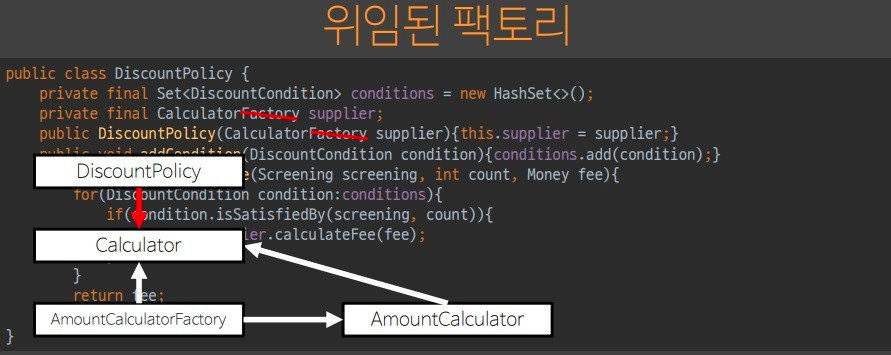 위임된 팩토리
public class DiscountPolicy {
private final Set<DiscountCondition> conditions = new HashSet<>();
private final CalculatorFactory supplier;
public DiscountPolicy(CalculatorFactory supplier){this.supplier = supplier;}
public void addCondition(DiscountCondition condition){conditions.add(condition);}
DiscountPolicy
(Screening screening, int count, Money fee){
for(DiscountCondition condition:conditions){
if(condition.isSatisfiedBy(screening, count)){
Calculator
.calculateFee(fee);
}
return fee;
AmountCalculatorFactory
AmountCalculator
}